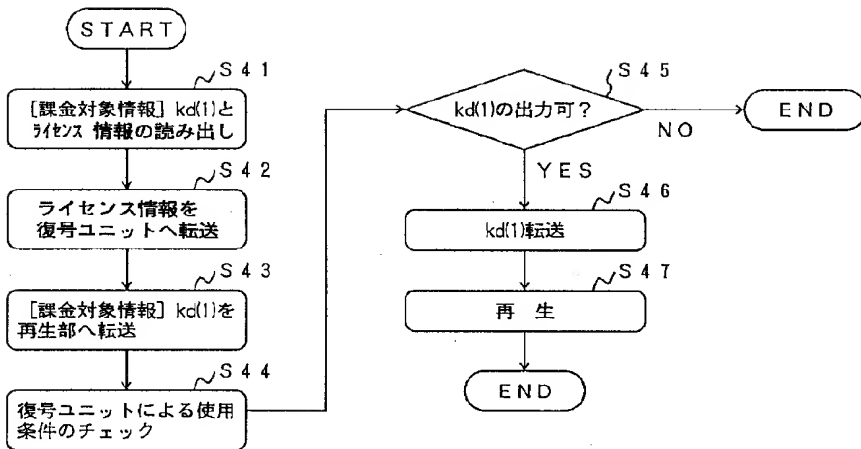 START
S41
[課金対象情報] kd(1)と
ライセンス 情報の読み出し
S42
ライセンス情報を
復号ユニットへ転送
S43
[課金対象情報] kd(1)を
再生部へ転送
S44
復号ユニットによる使用
条件のチェック
S45
kd(1)の出力可?
NO
END
YES
S46
kd(1)転送
S47
再 生
END